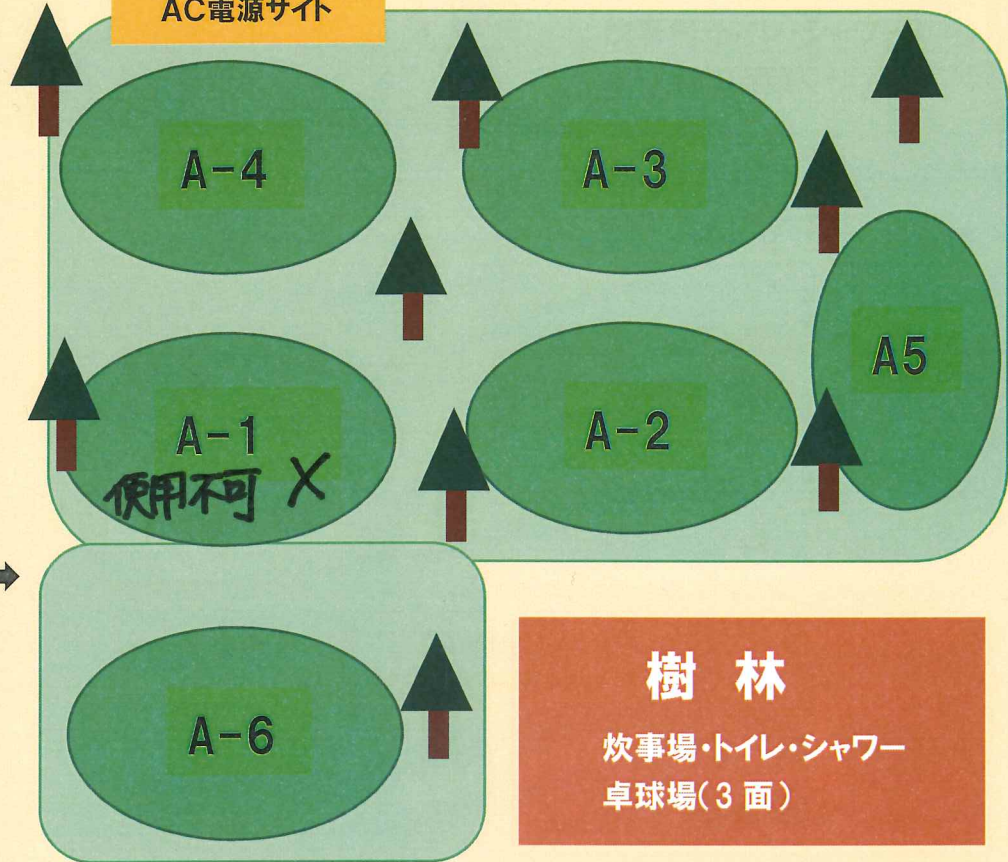 AC電源サイト
A-4
A-3
A5
A-1
使用不可 X
A-2
A-6
樹 林
炊事場・トイレ・シャワー
卓球場(3 面)